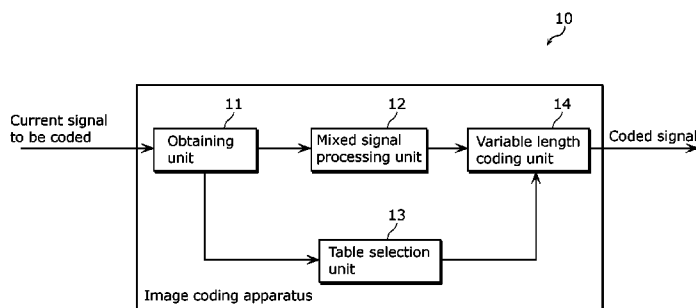 10
Current signal
to be coded
11
Obtaining
unit
12
Mixed signal
processing unit
14
Variable length
coding unit
Coded signal
13
Table selection
unit
Image coding apparatus